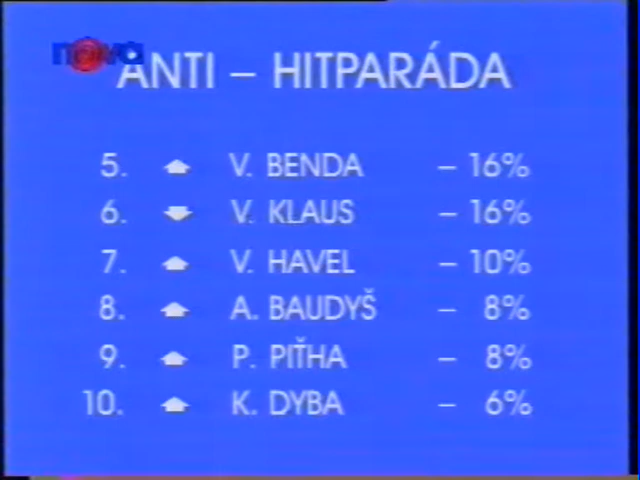 nova
ANTI – HITPARÁDA
5. V. BENDA – 16%
6. V. KLAUS – 16%
7. V. HAVEL – 10%
8. A. BAUDYŠ – 8%
9. P. PIŤHA – 8%
10. K. DYBA – 6%